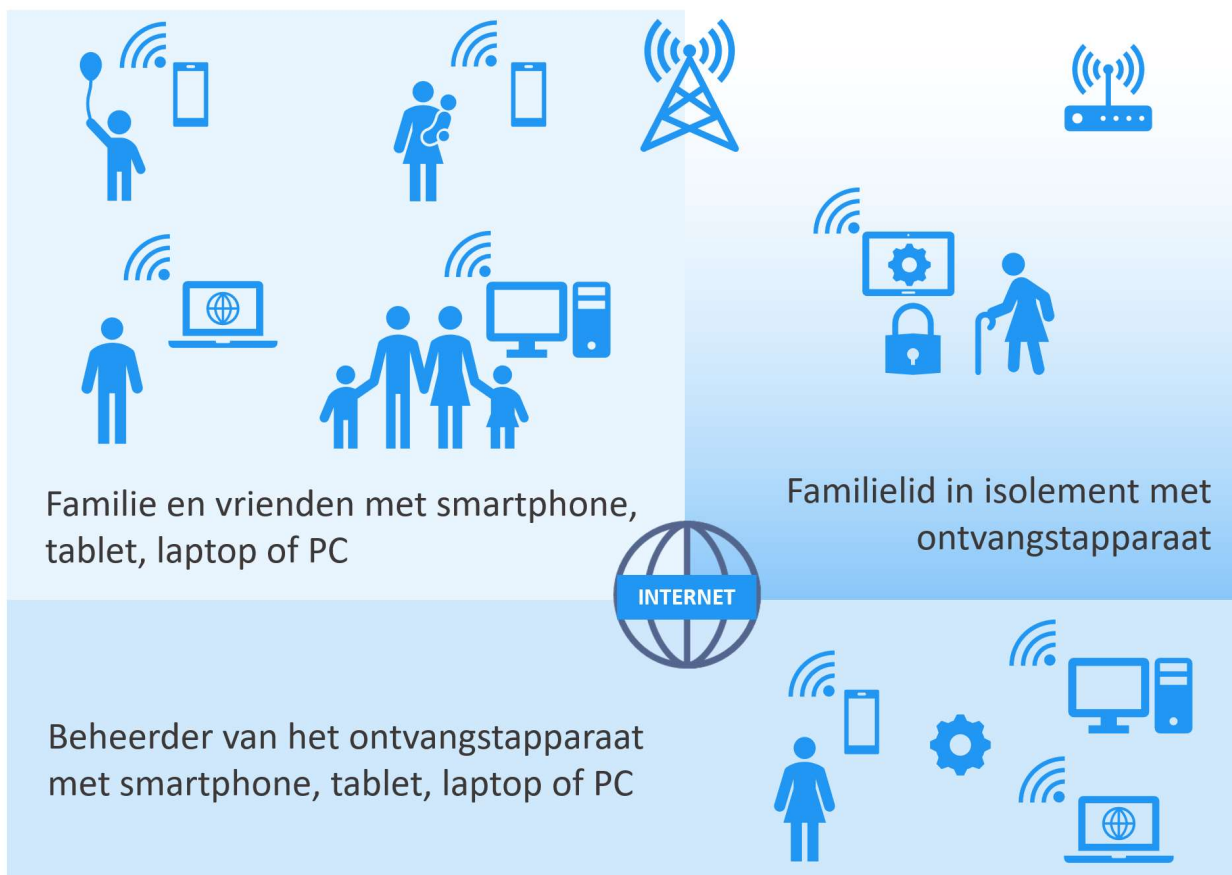 Familie en vrienden met smartphone,
tablet, laptop of PC
Familielid in isolement met
ontvangstapparaat
INTERNET
Beheerder van het ontvangstapparaat
met smartphone, tablet, laptop of PC